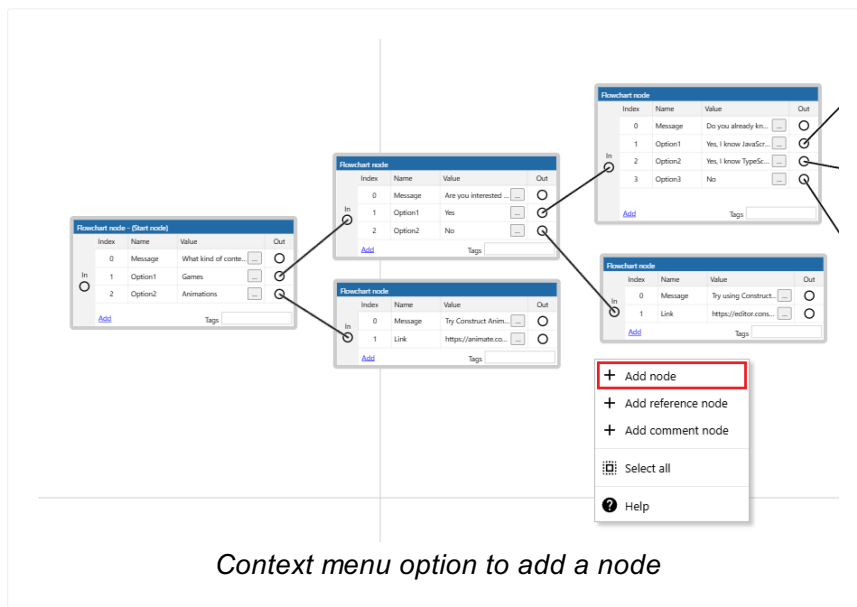 Flowchart node - (Start node)
Index Name Value Out
0 Message What kind of conte... ...
In
1 Option1 Games ...
2 Option2 Animations ...
Add Tags
Flowchart node
Index Name Value Out
0 Message Are you interested ... ...
In
1 Option1 Yes ...
2 Option2 No ...
Add Tags
Flowchart node
Index Name Value Out
0 Message Try Construct Anim... ...
In
1 Link https://animate.co... ...
Add Tags
Flowchart node
Index Name Value Out
0 Message Do you already kn... ...
1 Option1 Yes, I know JavaScr... ...
In
2 Option2 Yes, I know TypeSc... ...
3 Option3 No ...
Add Tags
Flowchart node
Index Name Value Out
0 Message Try using Construct... ...
In
1 Link https://editor.cons... ...
Add Tags
+ Add node
+ Add reference node
+ Add comment node
Select all
? Help
Context menu option to add a node